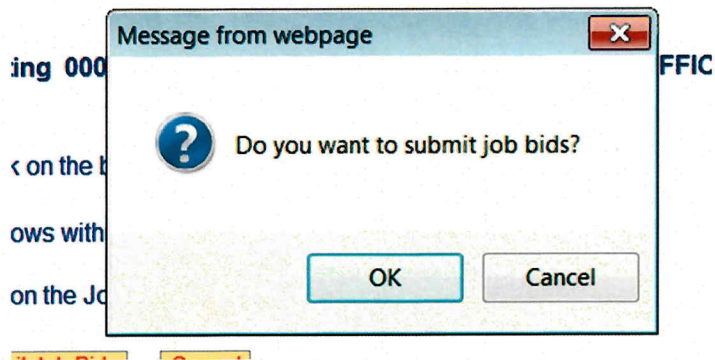 Message from webpage
ing 000
FFIC
Do you want to submit job bids?
on the
ows with
OK
Cancel
on the